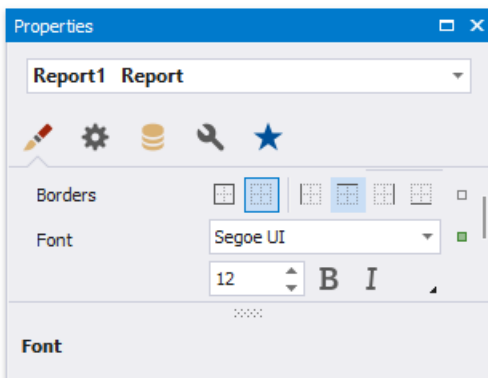 Properties
Report1 Report
Borders
Font
Segoe UI
12
B I
Font